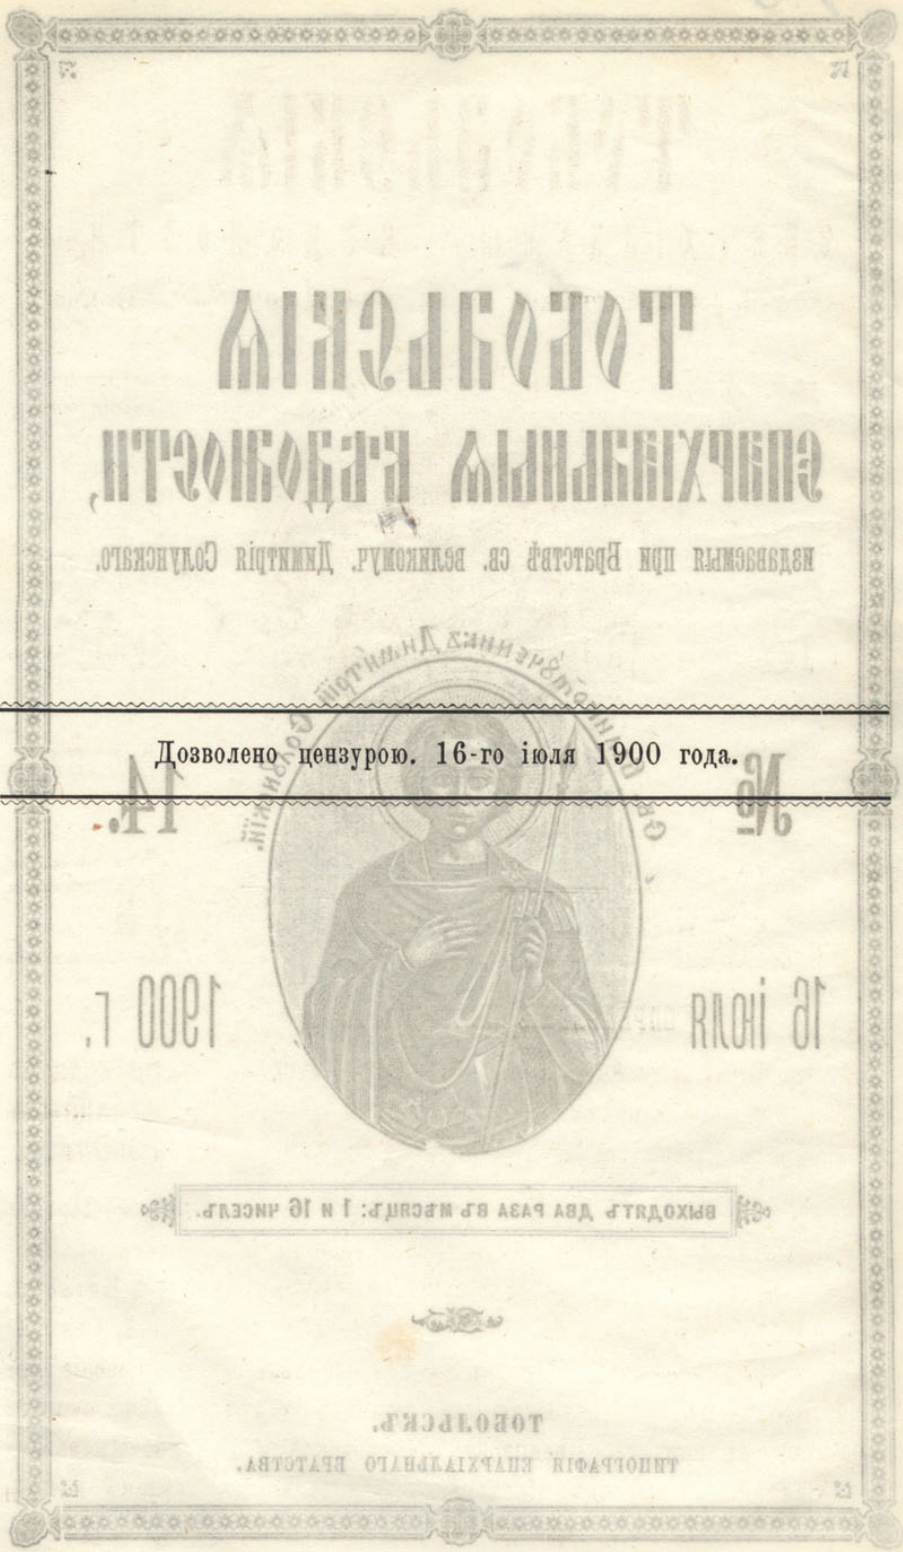 ТОБОЛЬСКІЯ
ЕПАРХІАЛЬНЫЯ ВѢДОМОСТИ,
издаваемыя при Братствѣ св. великомуч. Димитрія Солунскаго.
Дозволено цензурою. 16-го іюля 1900 года.
№ 14.
16 іюля 1900 г.
ВЫХОДЯТЪ ДВА РАЗА ВЪ МѢСЯЦЪ: 1 И 16 ЧИСЕЛЪ.
ТОБОЛЬСКЪ.
ТИПОГРАФІЯ ЕПАРХІАЛЬНАГО БРАТСТВА.